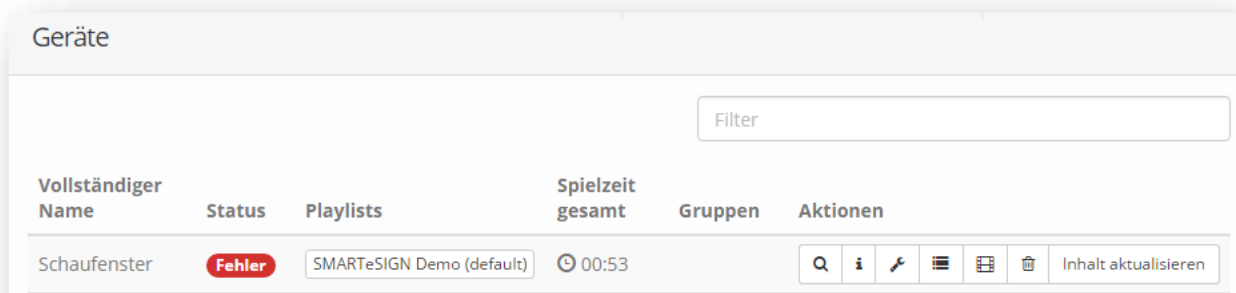 Geräte
Filter
Vollständiger Name Status Playlists Spielzeit gesamt Gruppen Aktionen
Schaufenster Fehler SMARTeSIGN Demo (default) 00:53 Inhalt aktualisieren